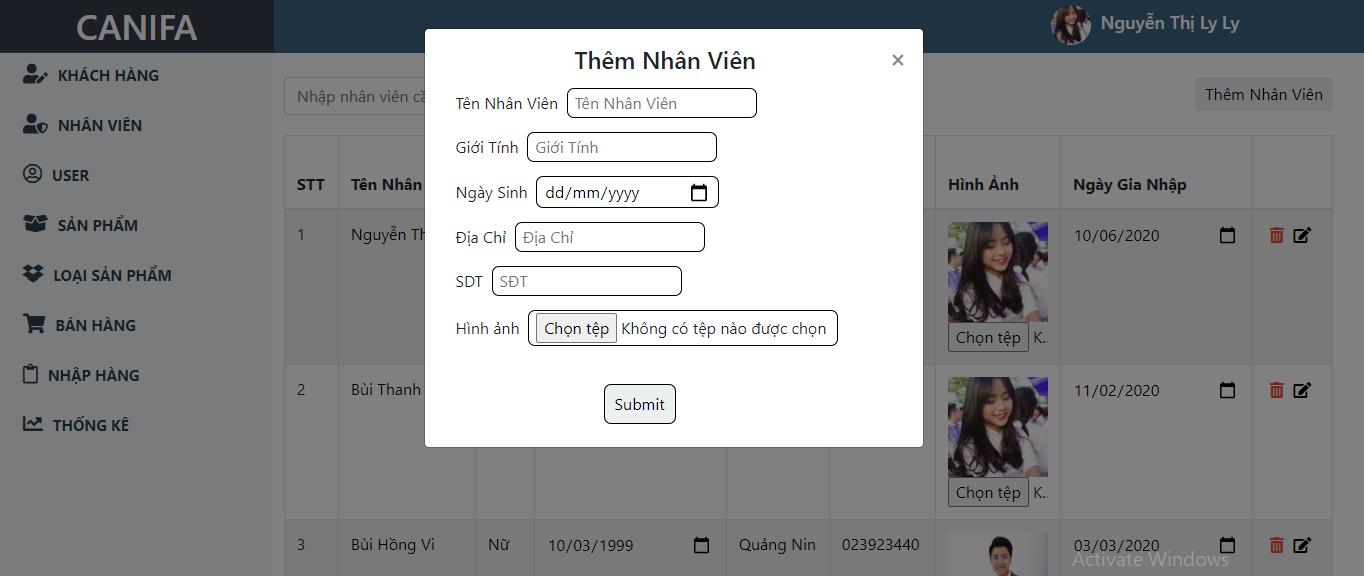 CANIFA
Nguyễn Thị Ly Ly
KHÁCH HÀNG
NHÂN VIÊN
USER
SẢN PHẨM
LOẠI SẢN PHẨM
BÁN HÀNG
NHẬP HÀNG
THỐNG KÊ
Thêm Nhân Viên ×
Tên Nhân Viên Tên Nhân Viên
Giới Tính Giới Tính
Ngày Sinh dd/mm/yyyy
Địa Chỉ Địa Chỉ
SDT SĐT
Hình ảnh Chọn tệp Không có tệp nào được chọn
Submit
Nhập nhân viên
Thêm Nhân Viên
STT Tên Nhân Hình Ảnh Ngày Gia Nhập
1 Nguyễn 10/06/2020
Chọn tệp K..
2 Bùi Thanh 11/02/2020
Chọn tệp K..
3 Bùi Hồng Vi Nữ 10/03/1999 Quảng Nin 023923440 03/03/2020
Activate Windows